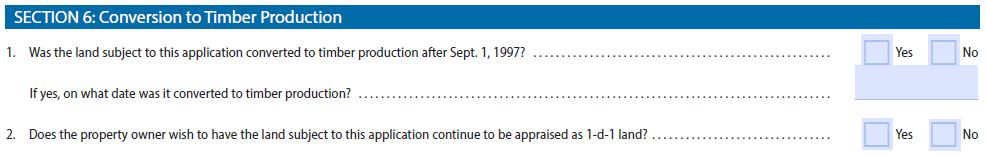 SECTION 6: Conversion to Timber Production
1. Was the land subject to this application converted to timber production after Sept. 1, 1997? ........................................................................ Yes No
If yes, on what date was it converted to timber production? ........................................................................
2. Does the property owner wish to have the land subject to this application continue to be appraised as 1-d-1 land? ............................... Yes No